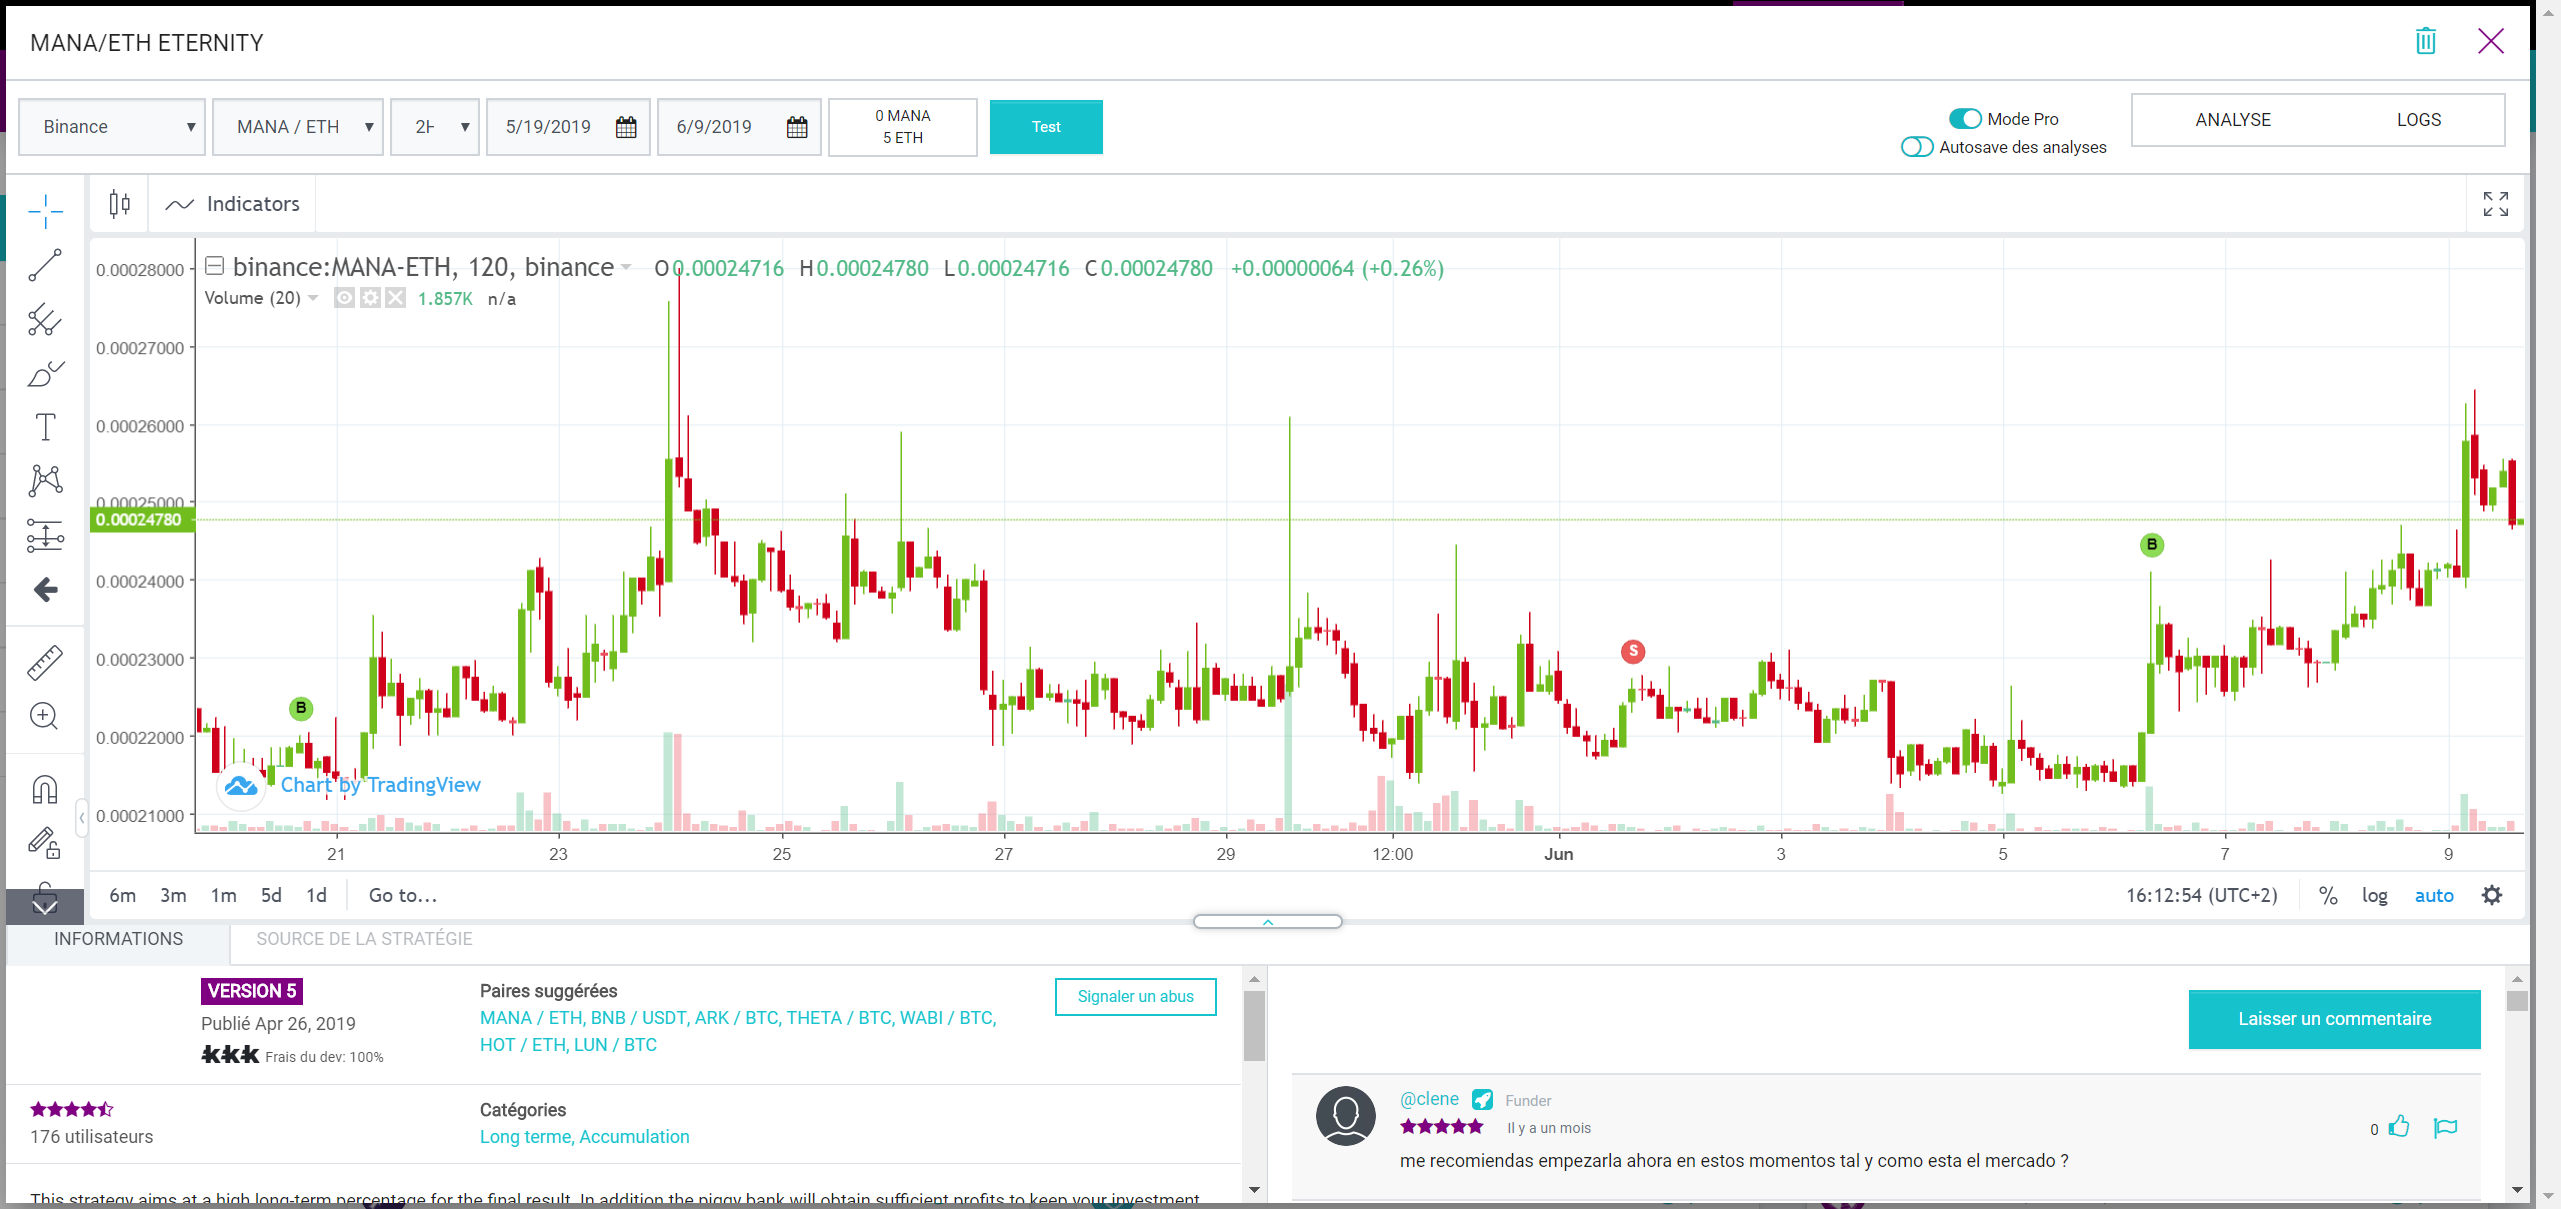 MANA/ETH ETERNITY
Binance
MANA / ETH
2H
5/19/2019
6/9/2019
0 MANA
5 ETH
Test
Mode Pro
Autosave des analyses
ANALYSE
LOGS
Indicators
binance:MANA-ETH, 120, binance O0.00024716 H0.00024780 L0.00024716 C0.00024780 +0.00000064 (+0.26%)
Volume (20) 1.857K n/a
0.00028000
0.00027000
0.00026000
0.00025000
0.00024780
0.00024000
0.00023000
0.00022000
0.00021000
B
S
B
Chart by TradingView
21 23 25 27 29 12:00 Jun 3 5 7 9
6m 3m 1m 5d 1d Go to...
16:12:54 (UTC+2) % log auto
INFORMATIONS
SOURCE DE LA STRATÉGIE
VERSION 5
Publié Apr 26, 2019
Frais du dev: 100%
Paires suggérées
MANA / ETH, BNB / USDT, ARK / BTC, THETA / BTC, WABI / BTC,
HOT / ETH, LUN / BTC
Signaler un abus
176 utilisateurs
Catégories
Long terme, Accumulation
This strategy aims at a high long-term percentage for the final result. In addition the piggy bank will obtain sufficient profits to keep your investment
Laisser un commentaire
@clene Funder
Il y a un mois
0
me recomiendas empezarla ahora en estos momentos tal y como esta el mercado ?